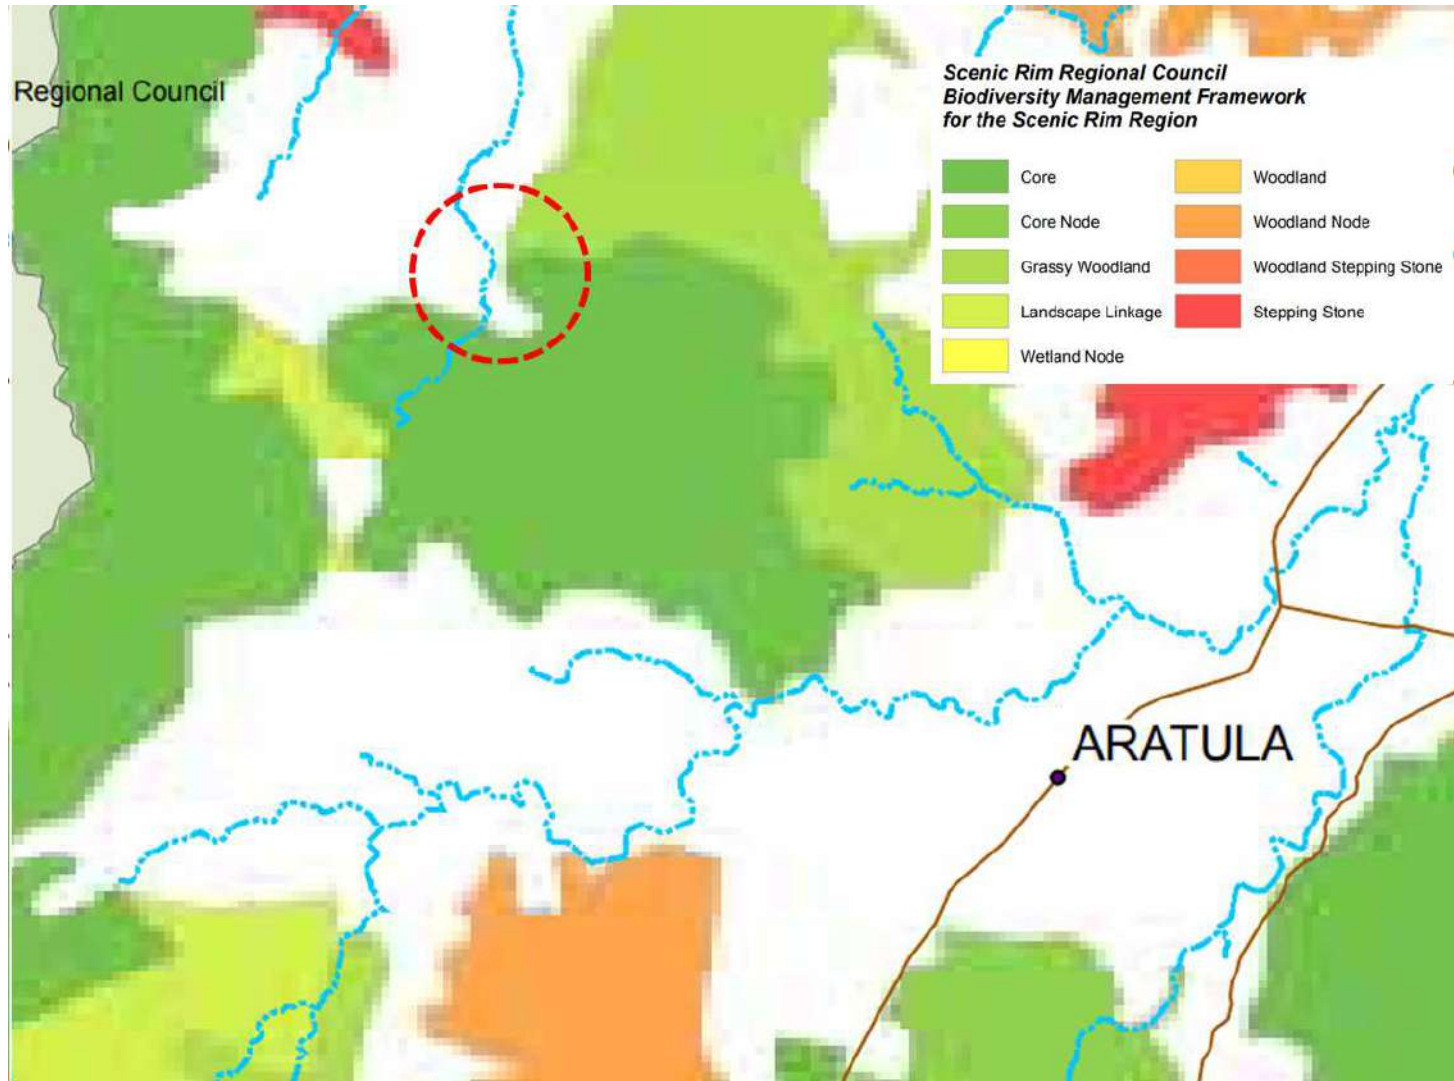 Regional Council
Scenic Rim Regional Council
Biodiversity Management Framework
for the Scenic Rim Region
Core
Core Node
Grassy Woodland
Landscape Linkage
Wetland Node
Woodland
Woodland Node
Woodland Stepping Stone
Stepping Stone
ARATULA